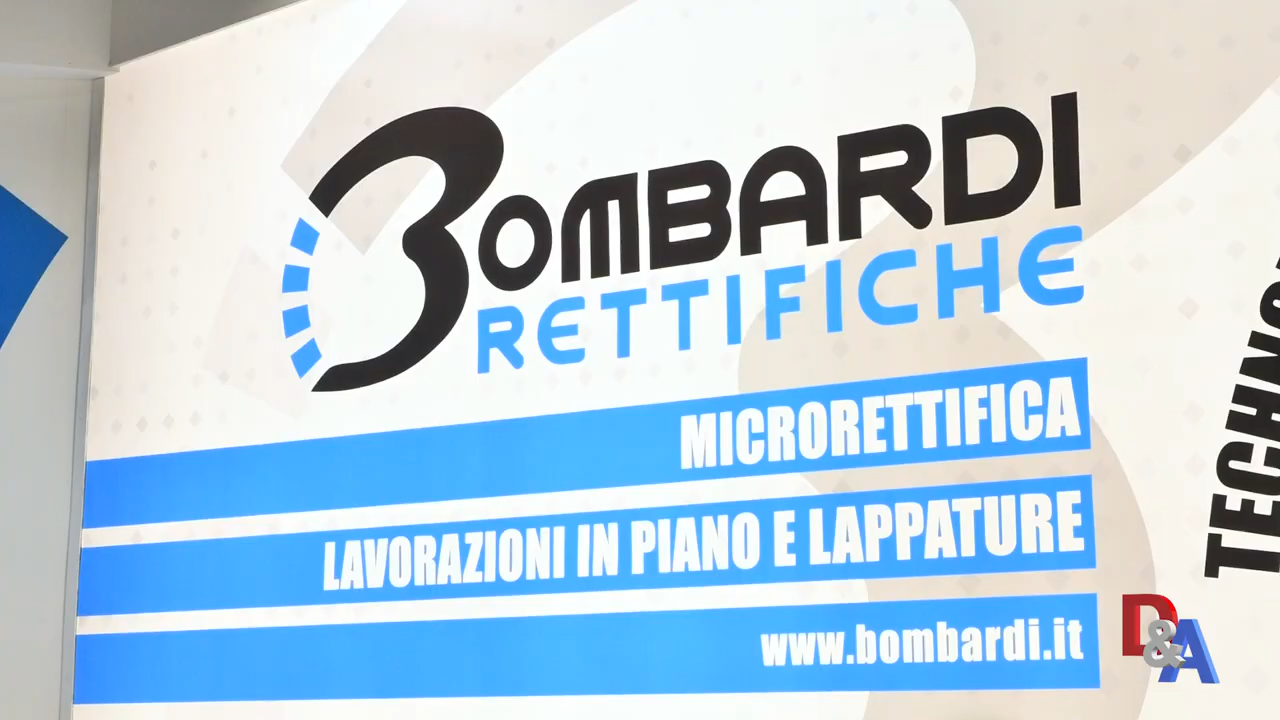 BOMBARDI
RETTIFICHE
MICRORETTIFICA
LAVORAZIONI IN PIANO E LAPPATURE
www.bombardi.it
D&A